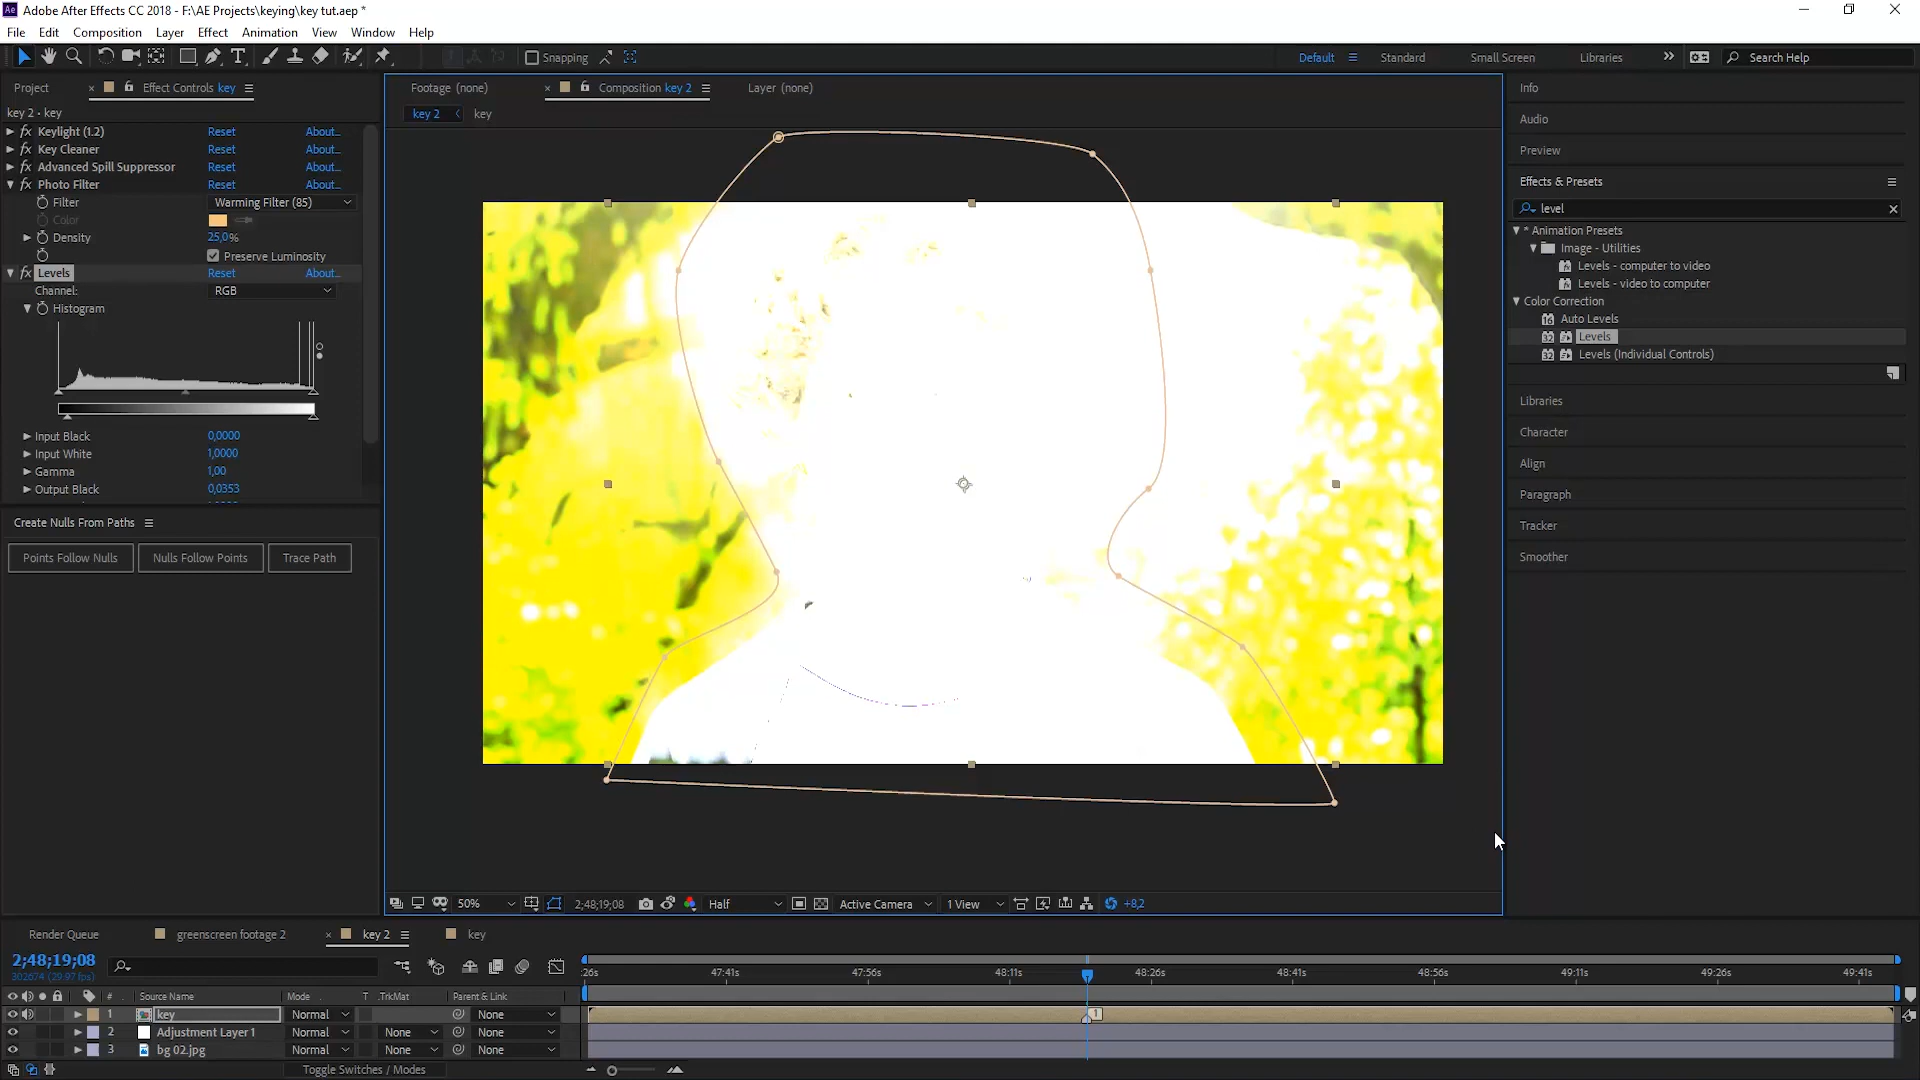 Adobe After Effects CC 2018 - F:\AE Projects\keying\key tut.aep *
File Edit Composition Layer Effect Animation View Window Help
Snapping Default Standard Small Screen Libraries Search Help
Project Effect Controls key
key 2 • key
Keylight (1.2) Reset About...
Key Cleaner Reset About...
Advanced Spill Suppressor Reset About...
Photo Filter Reset About...
Filter Warming Filter (85)
Color
Density 25,0%
Preserve Luminosity
Levels Reset About...
Channel: RGB
Histogram
Input Black 0,0000
Input White 1,0000
Gamma 1,00
Output Black 0,0353
Create Nulls From Paths
Points Follow Nulls Nulls Follow Points Trace Path
Footage (none) Composition key 2 Layer (none)
key 2 key
50% 2;48;19;08 Half Active Camera 1 View +8,2
Info
Audio
Preview
Effects & Presets
level
* Animation Presets
Image - Utilities
Levels - computer to video
Levels - video to computer
Color Correction
Auto Levels
Levels
Levels (Individual Controls)
Libraries
Character
Align
Paragraph
Tracker
Smoother
Render Queue greenscreen footage 2 key 2 key
2;48;19;08
302674 (29.97 fps)
:26s 47:41s 47:56s 48:11s 48:26s 48:41s 48:56s 49:11s 49:26s 49:41s
# Source Name Mode T .TrkMat Parent & Link
1 key Normal None 1
2 Adjustment Layer 1 Normal None None
3 bg 02.jpg Normal None None
Toggle Switches / Modes